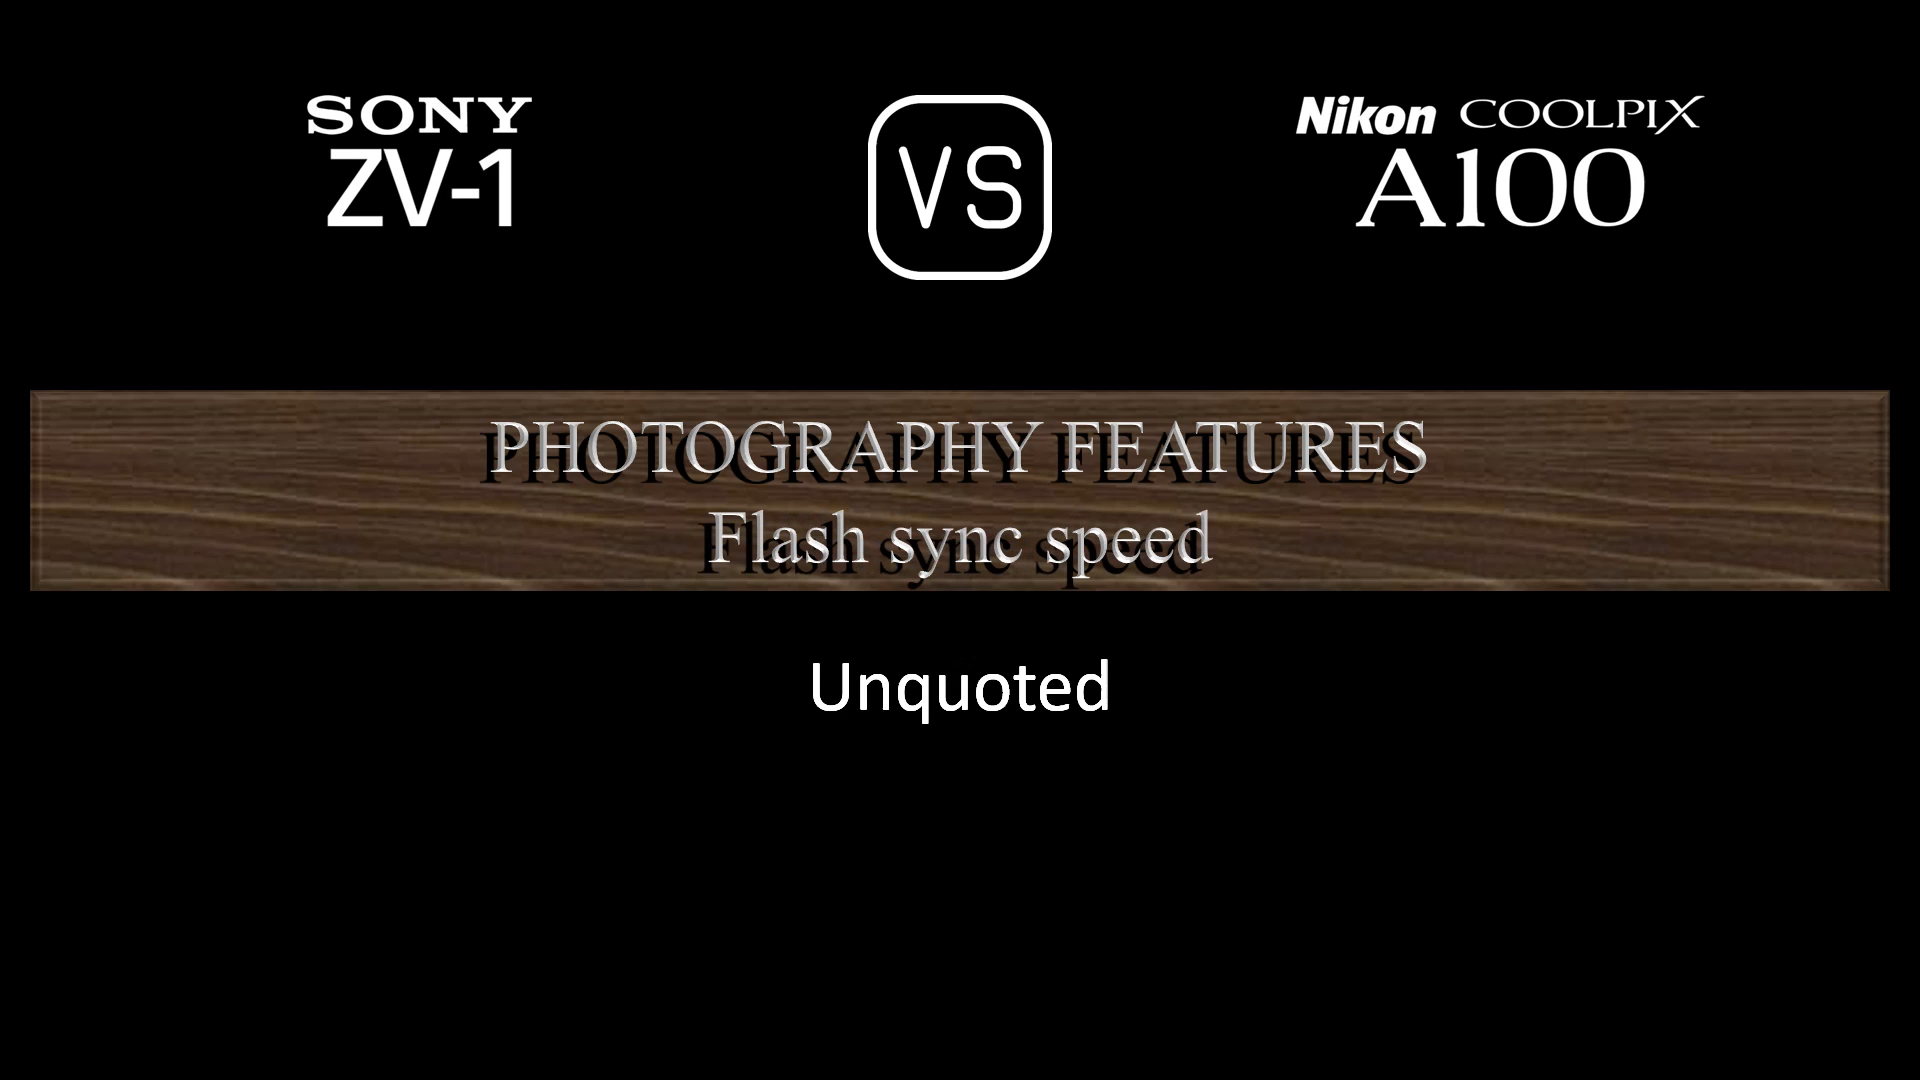 SONY
ZV-1
VS
Nikon COOLPIX
A100
PHOTOGRAPHY FEATURES
Flash sync speed
Unquoted